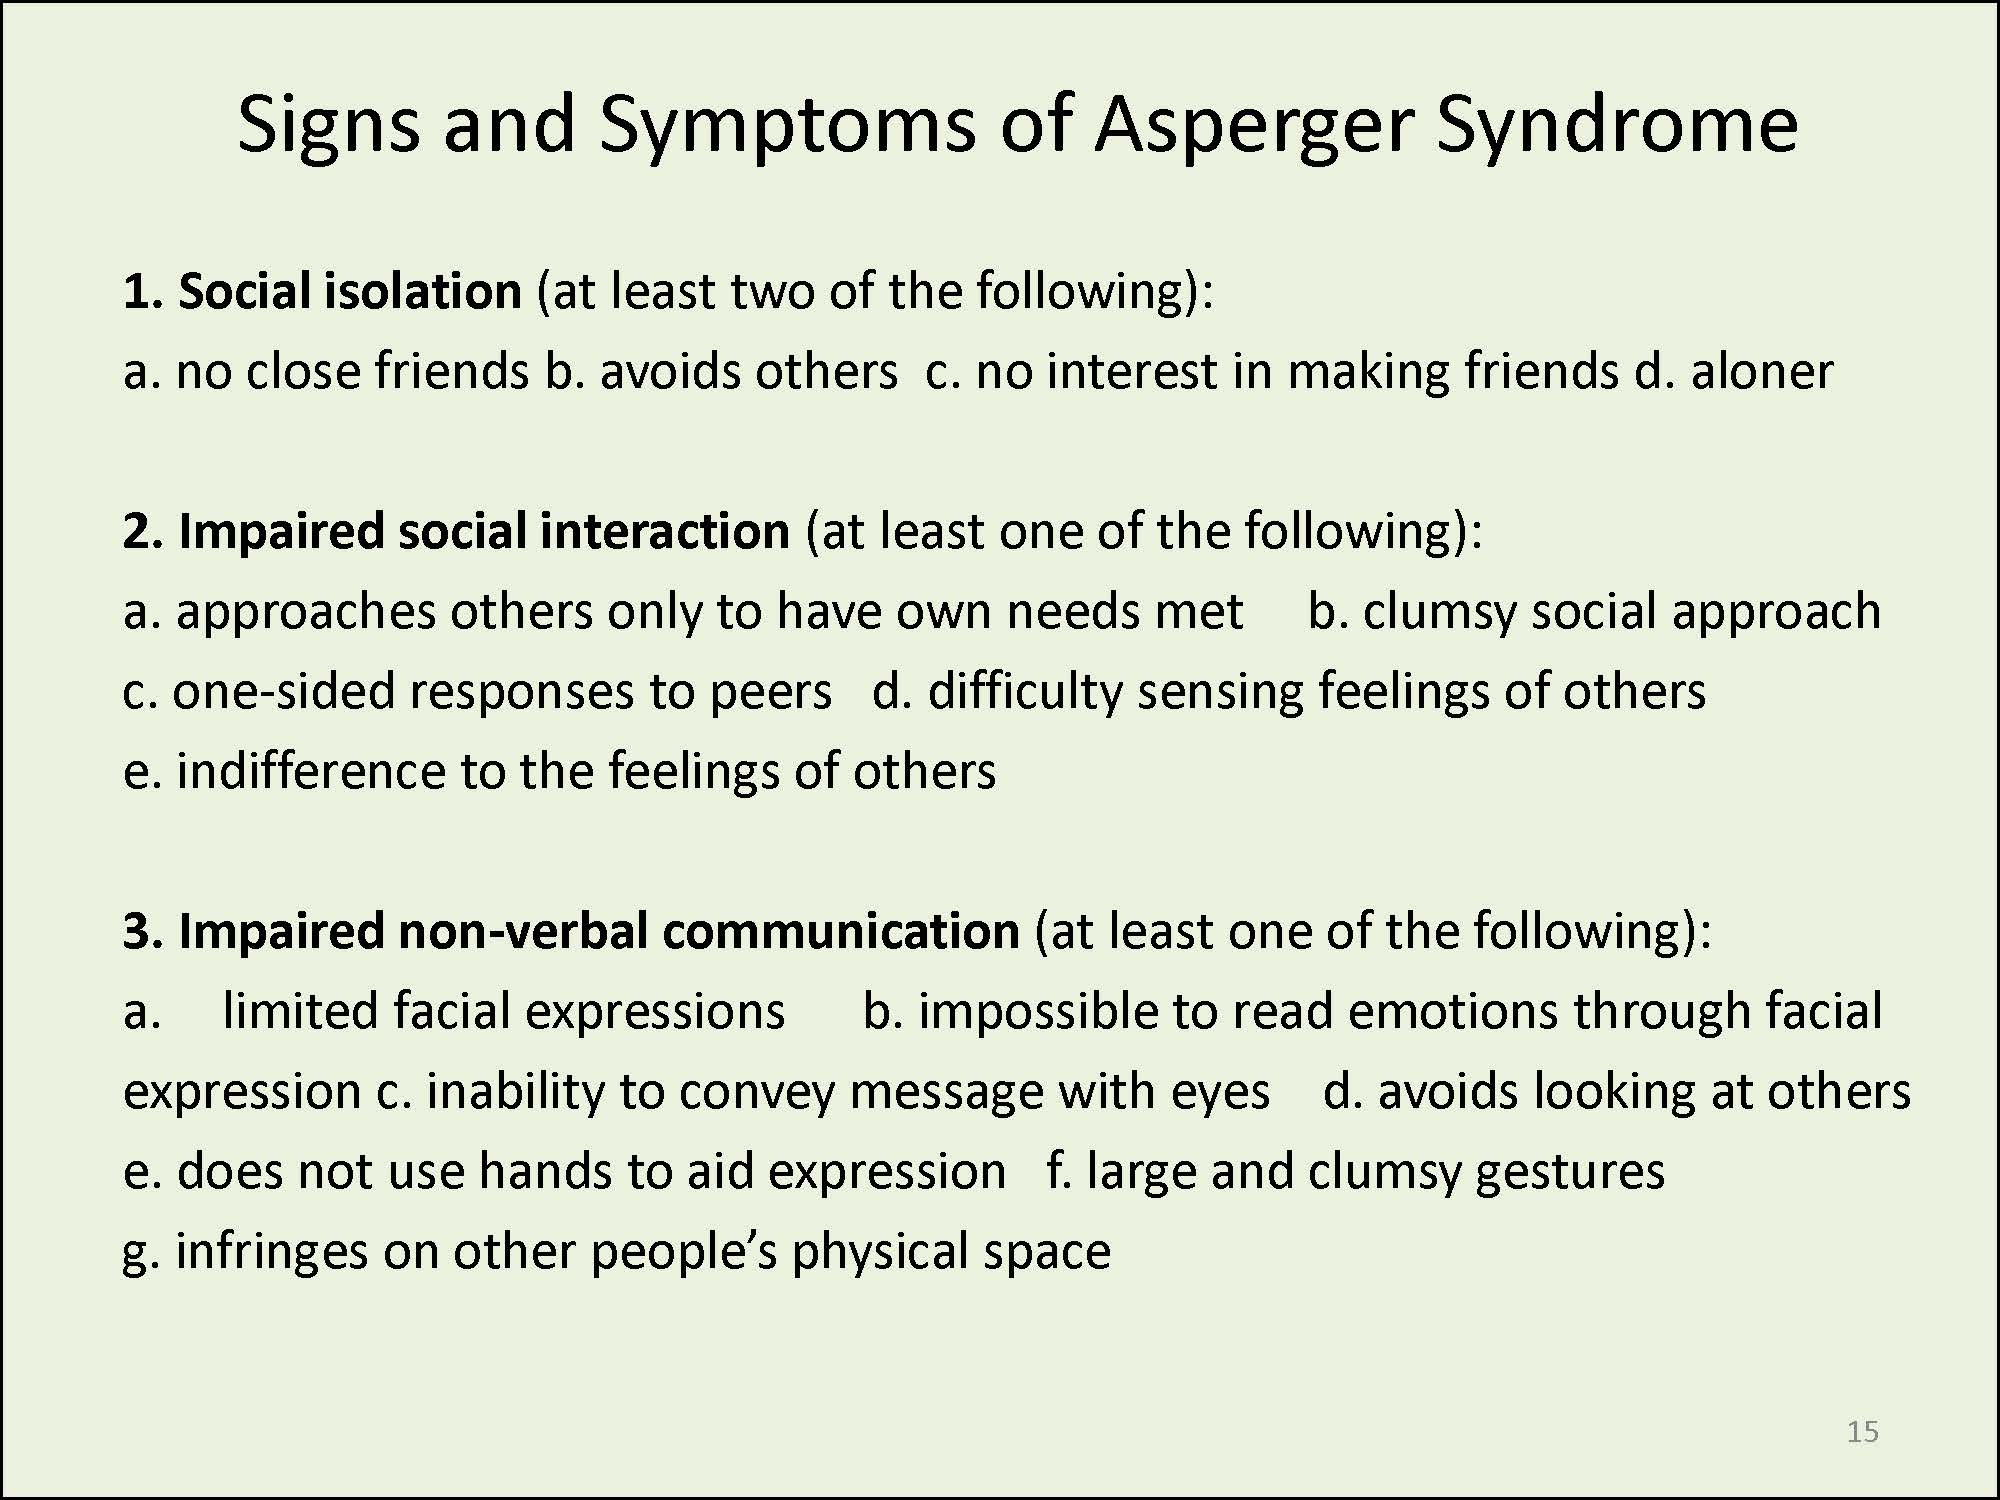 Signs and Symptoms of Asperger Syndrome
1. Social isolation (at least two of the following):
a. no close friends b. avoids others c. no interest in making friends d. aloner
2. Impaired social interaction (at least one of the following):
a. approaches others only to have own needs met b. clumsy social approach
c. one-sided responses to peers d. difficulty sensing feelings of others
e. indifference to the feelings of others
3. Impaired non-verbal communication (at least one of the following):
a. limited facial expressions b. impossible to read emotions through facial
expression c. inability to convey message with eyes d. avoids looking at others
e. does not use hands to aid expression f. large and clumsy gestures
g. infringes on other people’s physical space
15